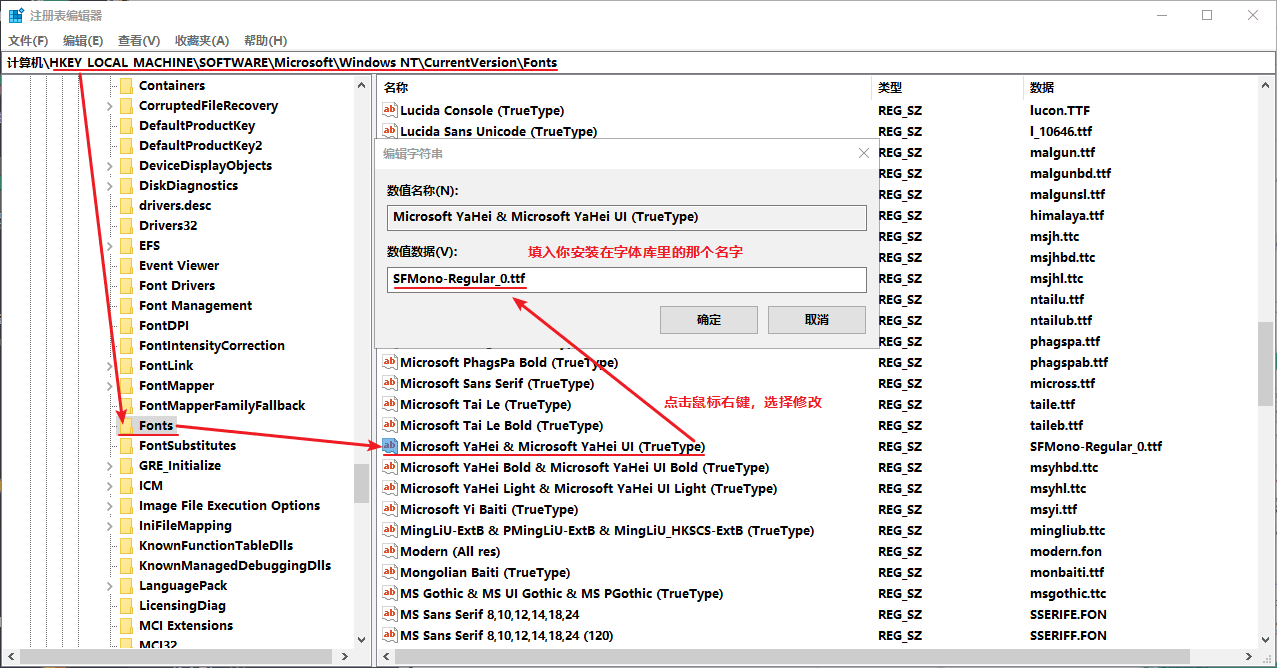 注册表编辑器
文件(F) 编辑(E) 查看(V) 收藏夹(A) 帮助(H)
计算机\HKEY_LOCAL_MACHINE\SOFTWARE\Microsoft\Windows NT\CurrentVersion\Fonts
Containers
CorruptedFileRecovery
DefaultProductKey
DefaultProductKey2
DeviceDisplayObjects
DiskDiagnostics
drivers.desc
Drivers32
EFS
Event Viewer
Font Drivers
Font Management
FontDPI
FontIntensityCorrection
FontLink
FontMapper
FontMapperFamilyFallback
Fonts
FontSubstitutes
GRE_Initialize
ICM
Image File Execution Options
IniFileMapping
KnownFunctionTableDlls
KnownManagedDebuggingDlls
LanguagePack
LicensingDiag
MCI Extensions
MCI32
名称 类型 数据
Lucida Console (TrueType) REG_SZ lucon.TTF
Lucida Sans Unicode (TrueType) REG_SZ l_10646.ttf
REG_SZ malgun.ttf
REG_SZ malgunbd.ttf
REG_SZ malgunsl.ttf
REG_SZ himalaya.ttf
REG_SZ msjh.ttc
REG_SZ msjhbd.ttc
REG_SZ msjhl.ttc
REG_SZ ntailu.ttf
REG_SZ ntailub.ttf
REG_SZ phagspa.ttf
Microsoft PhagsPa Bold (TrueType) REG_SZ phagspab.ttf
Microsoft Sans Serif (TrueType) REG_SZ micross.ttf
Microsoft Tai Le (TrueType) REG_SZ taile.ttf
Microsoft Tai Le Bold (TrueType) REG_SZ taileb.ttf
Microsoft YaHei & Microsoft YaHei UI (TrueType) REG_SZ SFMono-Regular_0.ttf
Microsoft YaHei Bold & Microsoft YaHei UI Bold (TrueType) REG_SZ msyhbd.ttc
Microsoft YaHei Light & Microsoft YaHei UI Light (TrueType) REG_SZ msyhl.ttc
Microsoft Yi Baiti (TrueType) REG_SZ msyi.ttf
MingLiU-ExtB & PMingLiU-ExtB & MingLiU_HKSCS-ExtB (TrueType) REG_SZ mingliub.ttc
Modern (All res) REG_SZ modern.fon
Mongolian Baiti (TrueType) REG_SZ monbaiti.ttf
MS Gothic & MS UI Gothic & MS PGothic (TrueType) REG_SZ msgothic.ttc
MS Sans Serif 8,10,12,14,18,24 REG_SZ SSERIFE.FON
MS Sans Serif 8,10,12,14,18,24 (120) REG_SZ SSERIFF.FON
编辑字符串
数值名称(N):
Microsoft YaHei & Microsoft YaHei UI (TrueType)
数值数据(V): 填入你安装在字体库里的那个名字
SFMono-Regular_0.ttf
确定 取消
点击鼠标右键，选择修改